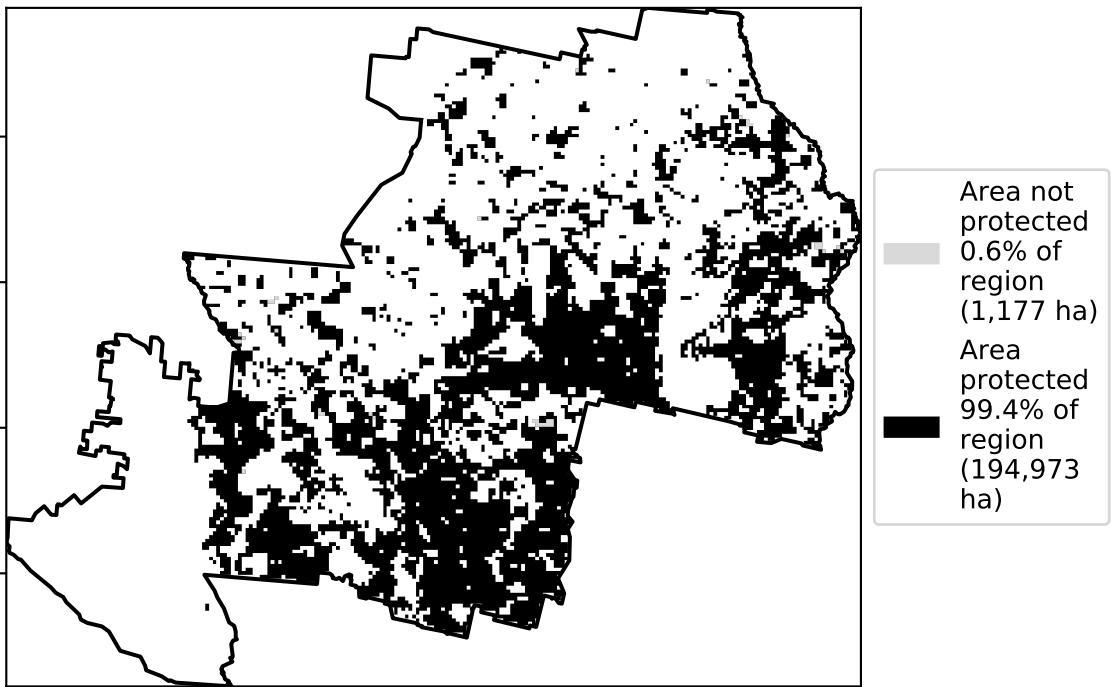 Area not
protected
0.6% of
region
(1,177 ha)
Area
protected
99.4% of
region
(194,973
ha)